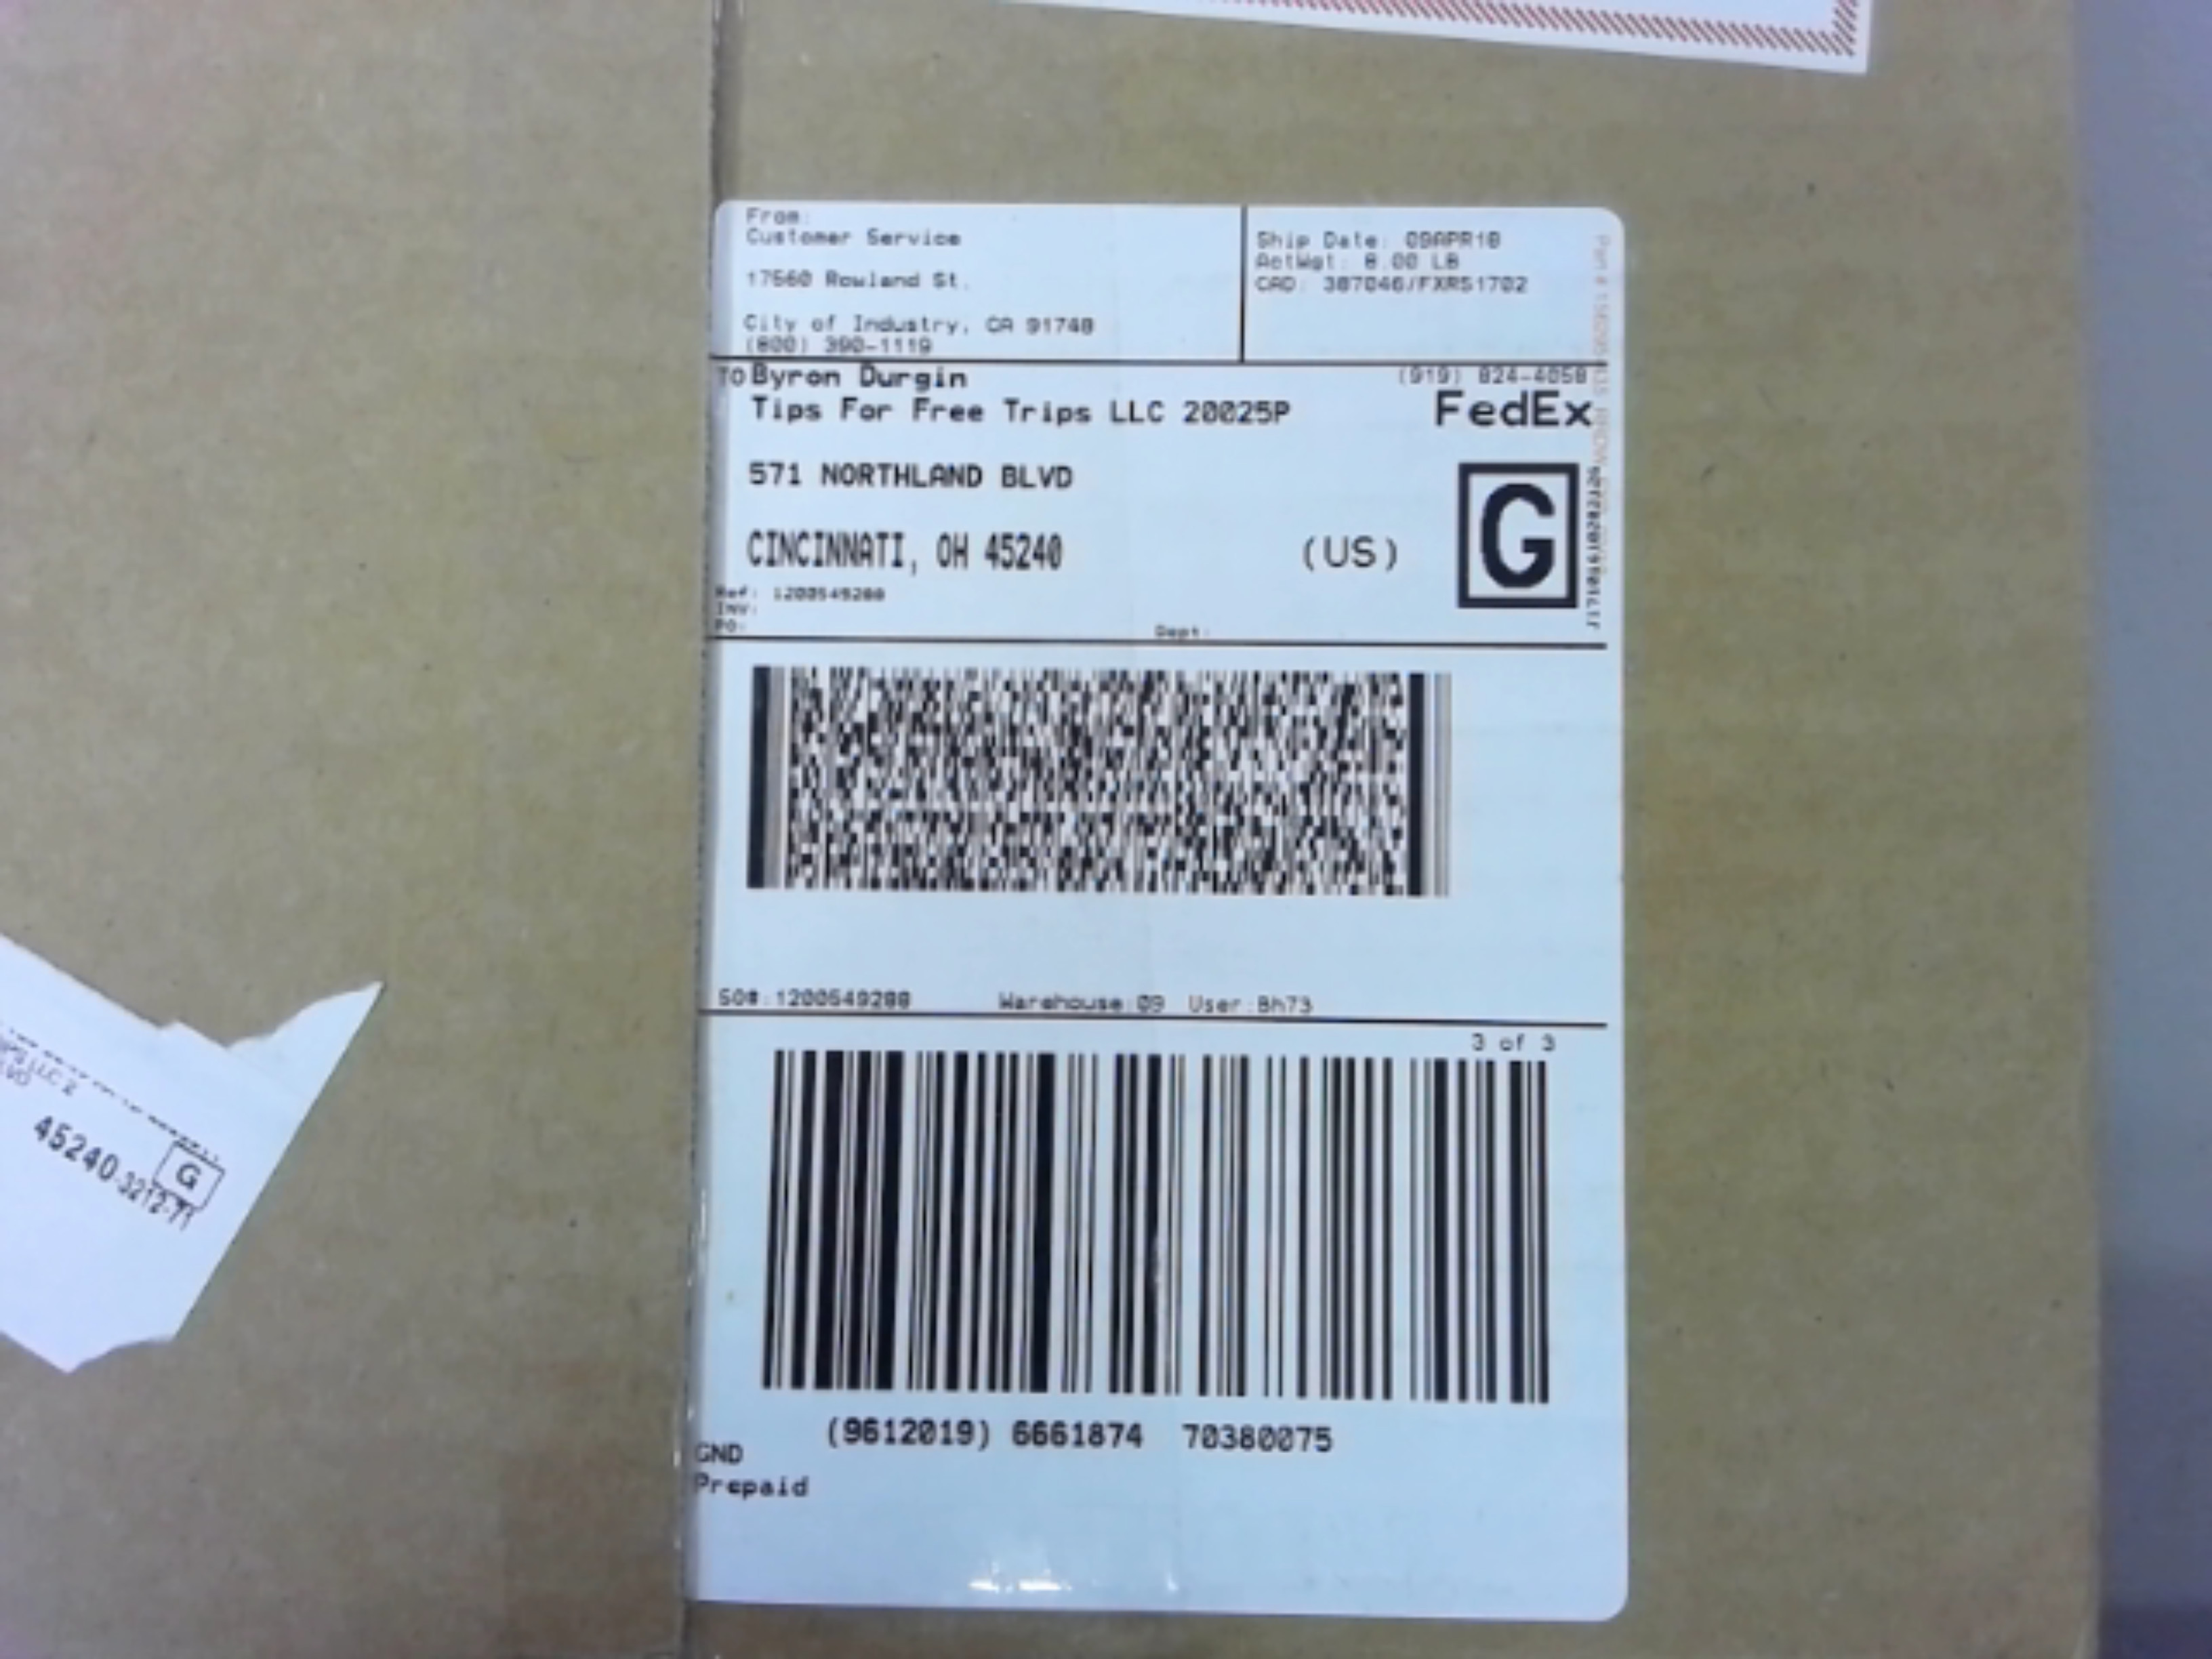 From:
Customer Service
17560 Rowland St.
City of Industry, CA 91748
(800) 390-1119
Ship Date: 09APR18
ActWgt: 8.00 LB
CAD: 387046/FXRS1702
TO Byron Durgin
(919) 824-4058
Tips For Free Trips LLC 20025P
FedEx
571 NORTHLAND BLVD
G
CINCINNATI, OH 45240
(US)
Ref: 1200549288
INV:
PO:
Dept:
SO#:1200549288 Warehouse:09 User:Bh73
3 of 3
(9612019) 6661874 70380075
GND
Prepaid
LLC 2
G
45240-3212-71